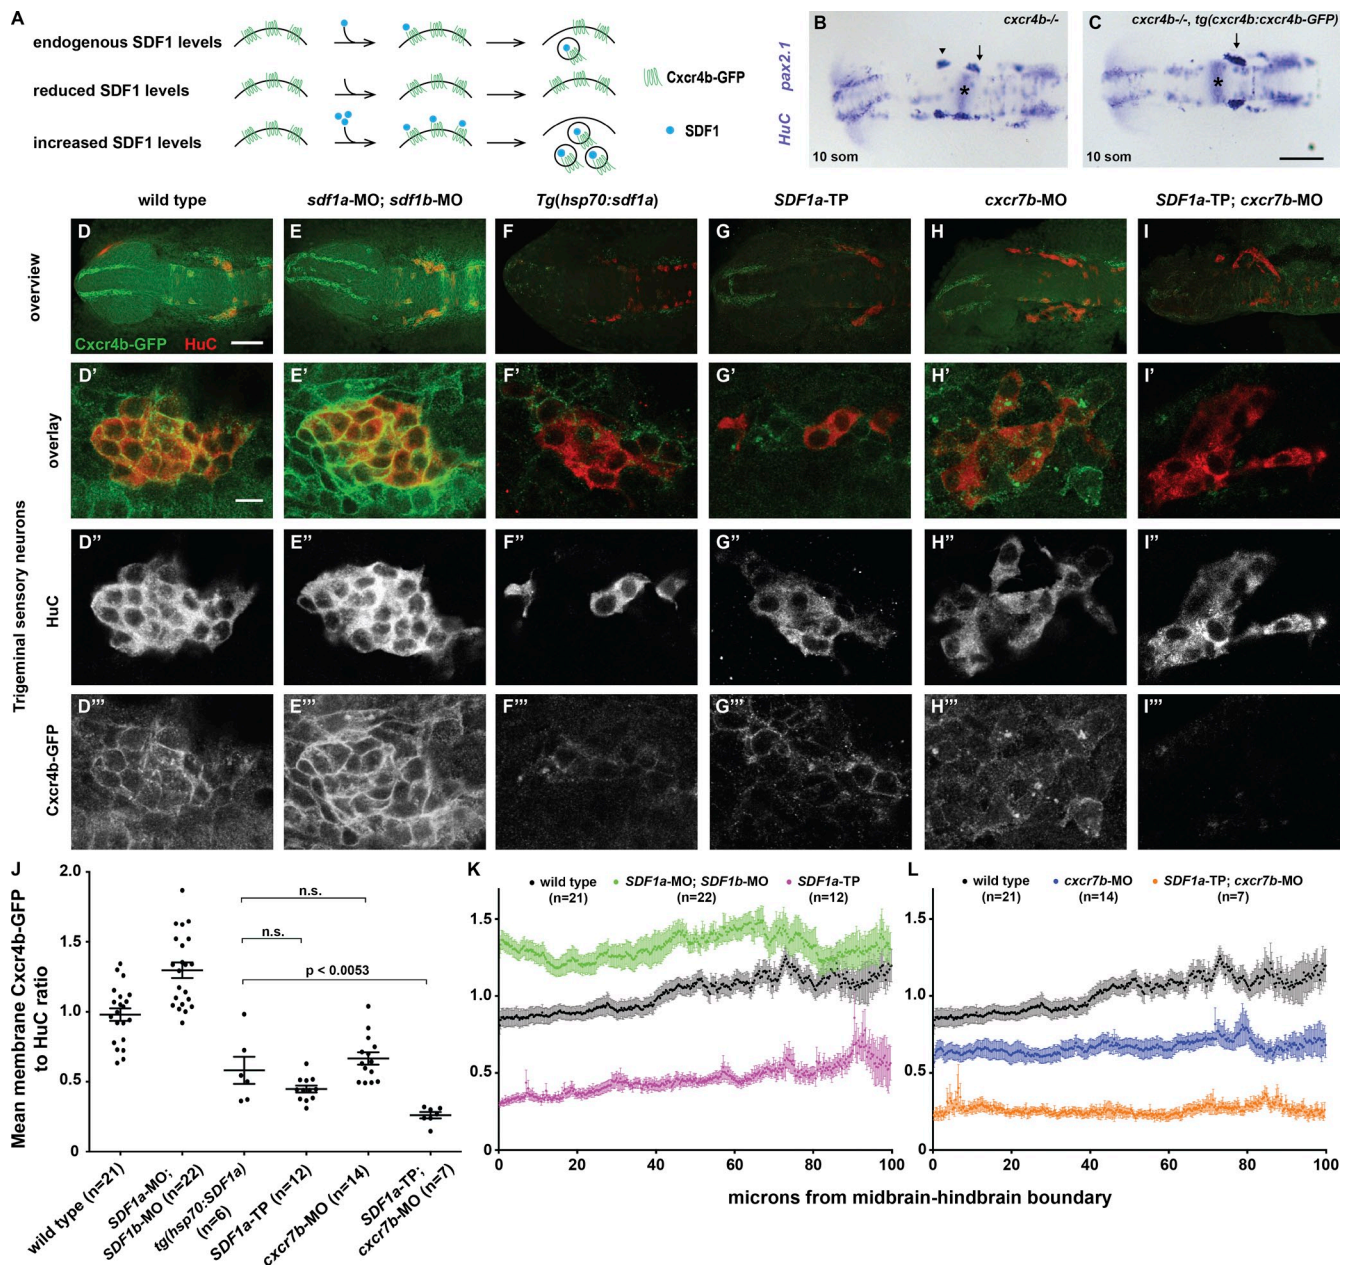 A
endogenous SDF1 levels
reduced SDF1 levels
increased SDF1 levels
Cxcr4b-GFP
SDF1
HuC pax2.1
B
cxcr4b-/-
*
10 som
C
cxcr4b-/-, tg(cxcr4b:cxcr4b-GFP)
*
10 som
wild type
sdf1a-MO; sdf1b-MO
Tg(hsp70:sdf1a)
SDF1a-TP
cxcr7b-MO
SDF1a-TP; cxcr7b-MO
overview
D
Cxcr4b-GFP HuC
E
F
G
H
I
Trigeminal sensory neurons
overlay
D’
E’
F’
G’
H’
I’
HuC
D’’
E’’
F’’
G’’
H’’
I’’
Cxcr4b-GFP
D’’’
E’’’
F’’’
G’’’
H’’’
I’’’
J
Mean membrane Cxcr4b-GFP
to HuC ratio
2.0
1.5
1.0
0.5
0
n.s.
n.s.
p < 0.0053
wild type (n=21)
SDF1a-MO;
SDF1b-MO (n=22)
tg(hsp70:SDF1a)
(n=6)
SDF1a-TP (n=12)
cxcr7b-MO (n=14)
SDF1a-TP;
cxcr7b-MO (n=7)
K
wild type
(n=21)
SDF1a-MO; SDF1b-MO
(n=22)
SDF1a-TP
(n=12)
1.5
1.0
0.5
0
0 20 40 60 80 100
L
wild type
(n=21)
cxcr7b-MO
(n=14)
SDF1a-TP; cxcr7b-MO
(n=7)
1.5
1.0
0.5
0
0 20 40 60 80 100
microns from midbrain-hindbrain boundary